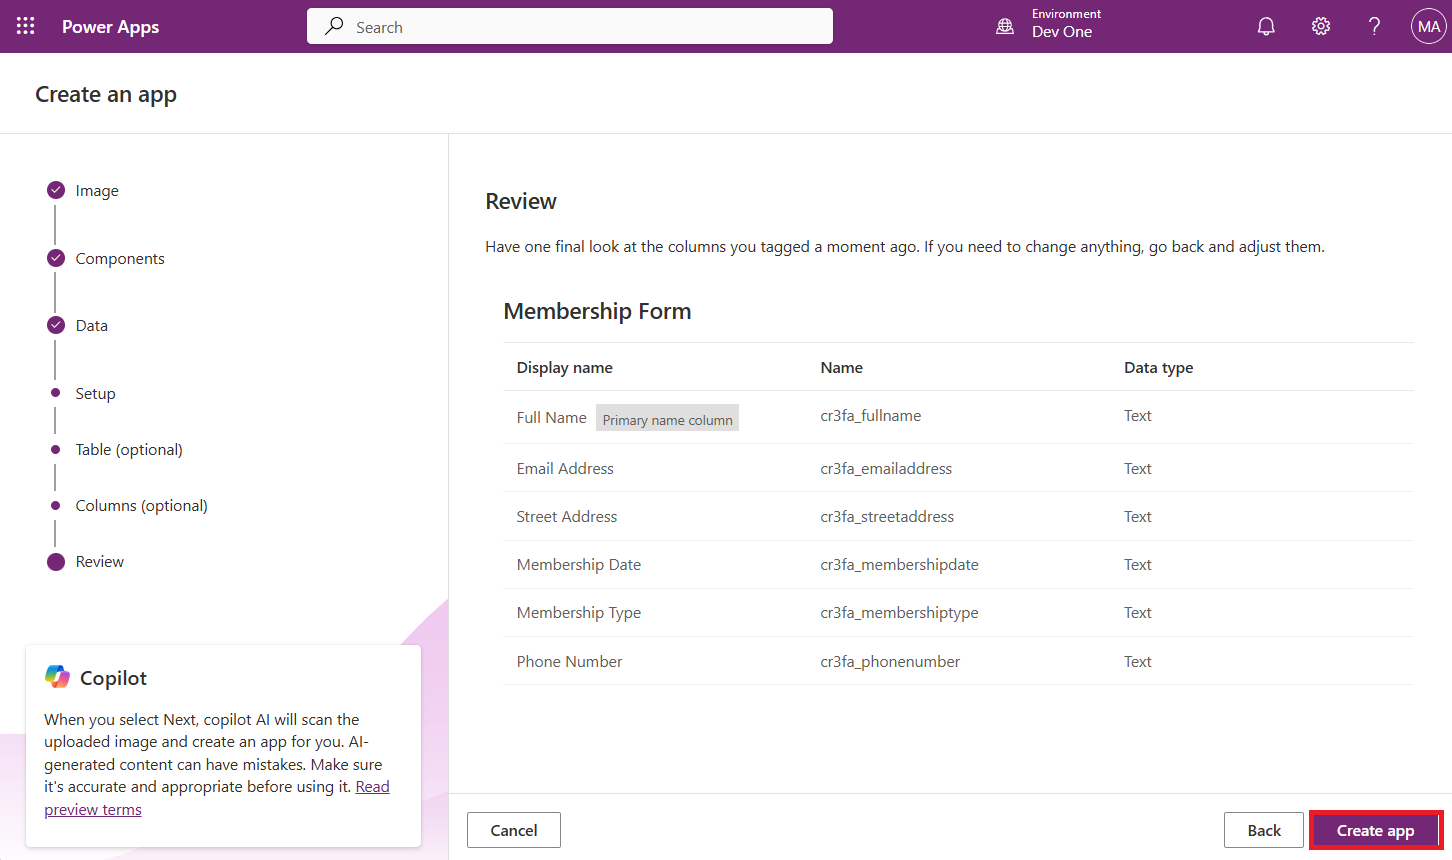 Power Apps
Search
Environment
Dev One
?
MA
Create an app
Image
Components
Data
Setup
Table (optional)
Columns (optional)
Review
Copilot
When you select Next, copilot AI will scan the
uploaded image and create an app for you. AI-
generated content can have mistakes. Make sure
it's accurate and appropriate before using it. Read
preview terms
Review
Have one final look at the columns you tagged a moment ago. If you need to change anything, go back and adjust them.
Membership Form
Display name Name Data type
Full Name Primary name column cr3fa_fullname Text
Email Address cr3fa_emailaddress Text
Street Address cr3fa_streetaddress Text
Membership Date cr3fa_membershipdate Text
Membership Type cr3fa_membershiptype Text
Phone Number cr3fa_phonenumber Text
Cancel Back Create app